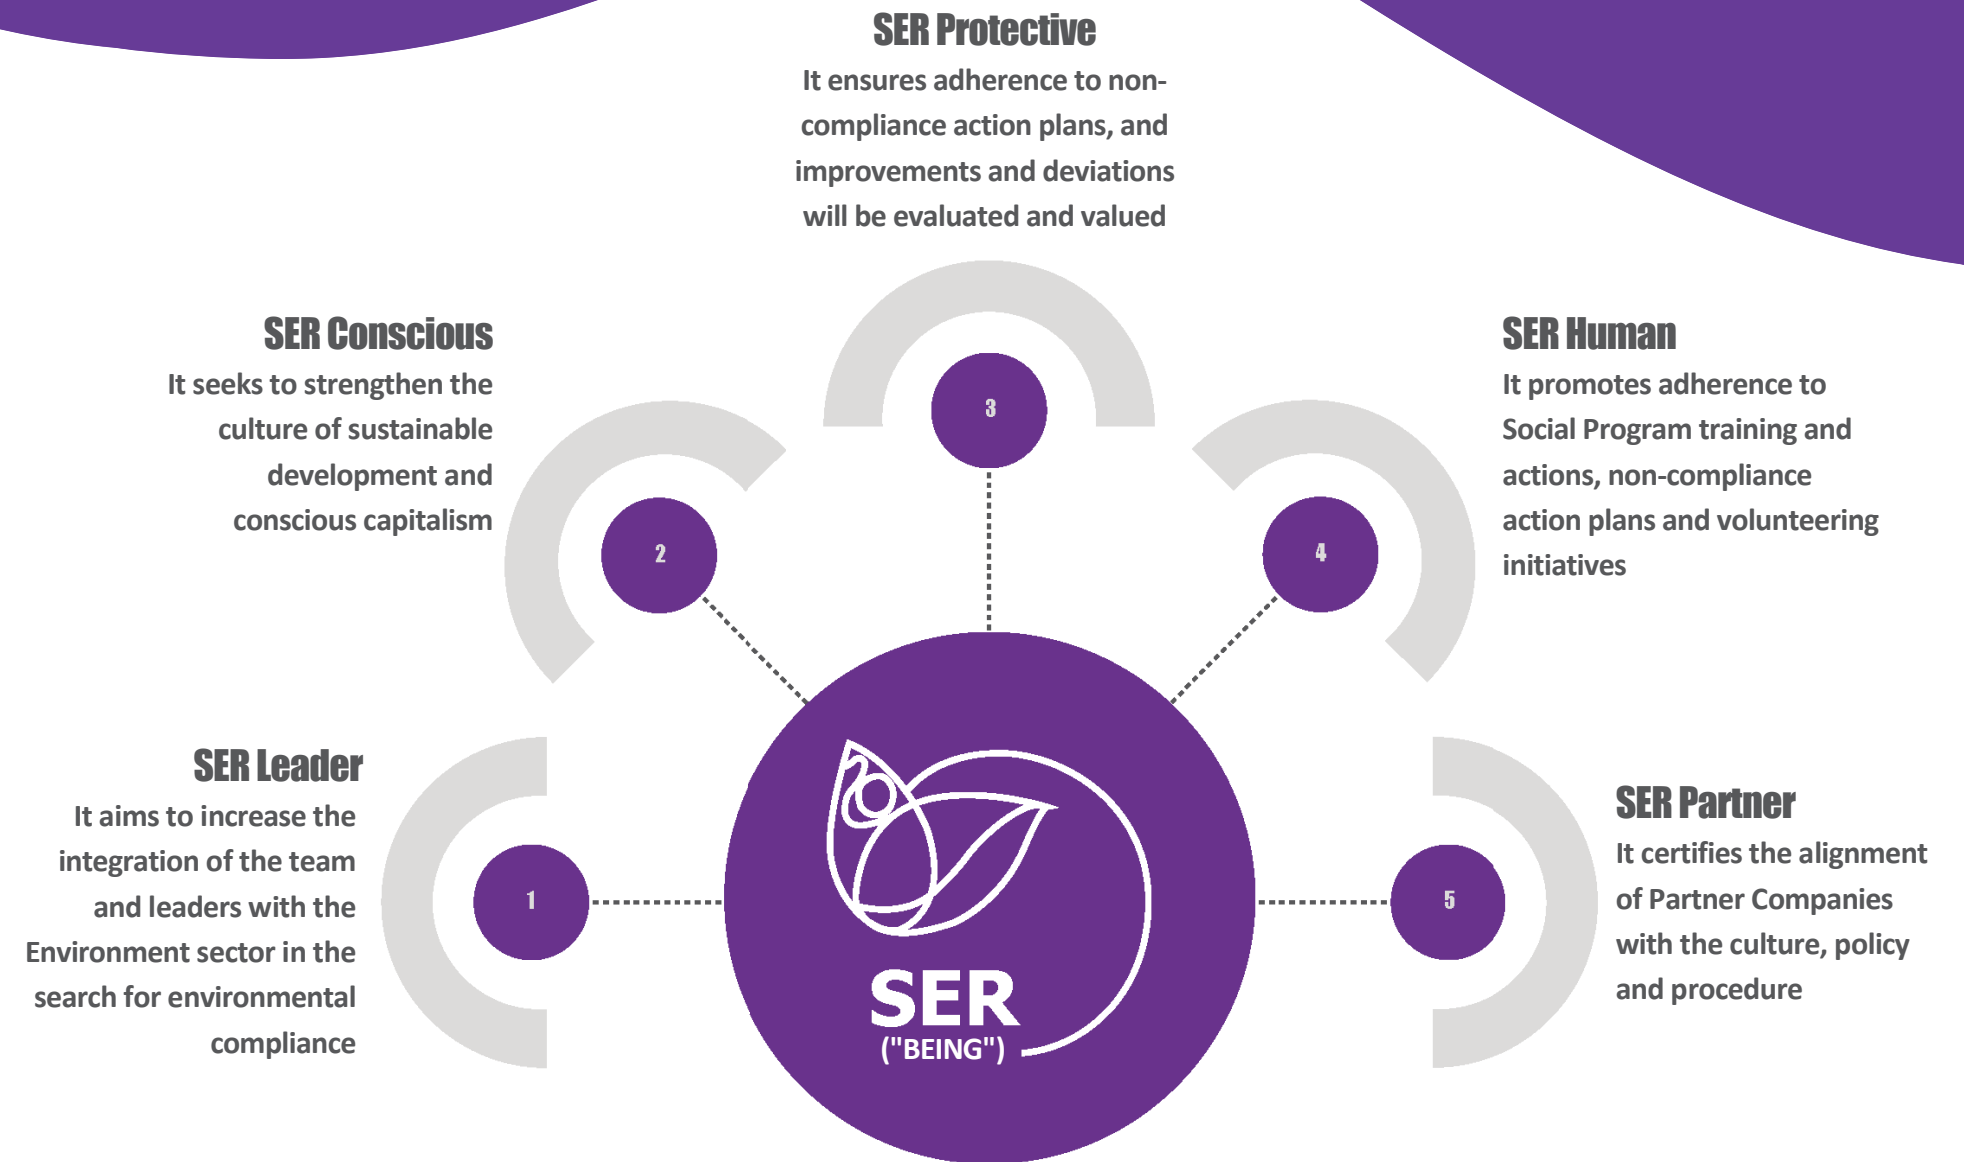 SER Protective
It ensures adherence to non-
compliance action plans, and
improvements and deviations
will be evaluated and valued
SER Conscious
It seeks to strengthen the
culture of sustainable
development and
conscious capitalism
SER Human
It promotes adherence to
Social Program training and
actions, non-compliance
action plans and volunteering
initiatives
3
2
4
SER Leader
It aims to increase the
integration of the team
and leaders with the
Environment sector in the
search for environmental
compliance
1
SER
("BEING")
5
SER Partner
It certifies the alignment
of Partner Companies
with the culture, policy
and procedure